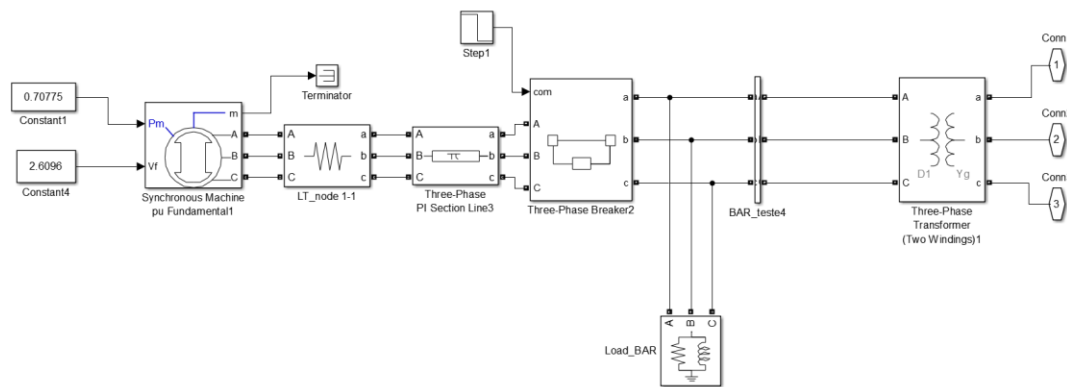 Conn
1
Step1
0.70775
Constant1
Terminator
com
a
A
a
m
Pm
A
A
a
A
a
A
b
B
b
Conn
2
B
B
b
B
b
B
2.6096
Constant4
Vf
C
C
c
C
c
C
c
C
D1
Yg
c
Conn
3
Synchronous Machine
pu Fundamental1
LT_node 1-1
Three-Phase
PI Section Line3
Three-Phase Breaker2
BAR_teste4
Three-Phase
Transformer
(Two Windings)1
A
B
C
Load_BAR